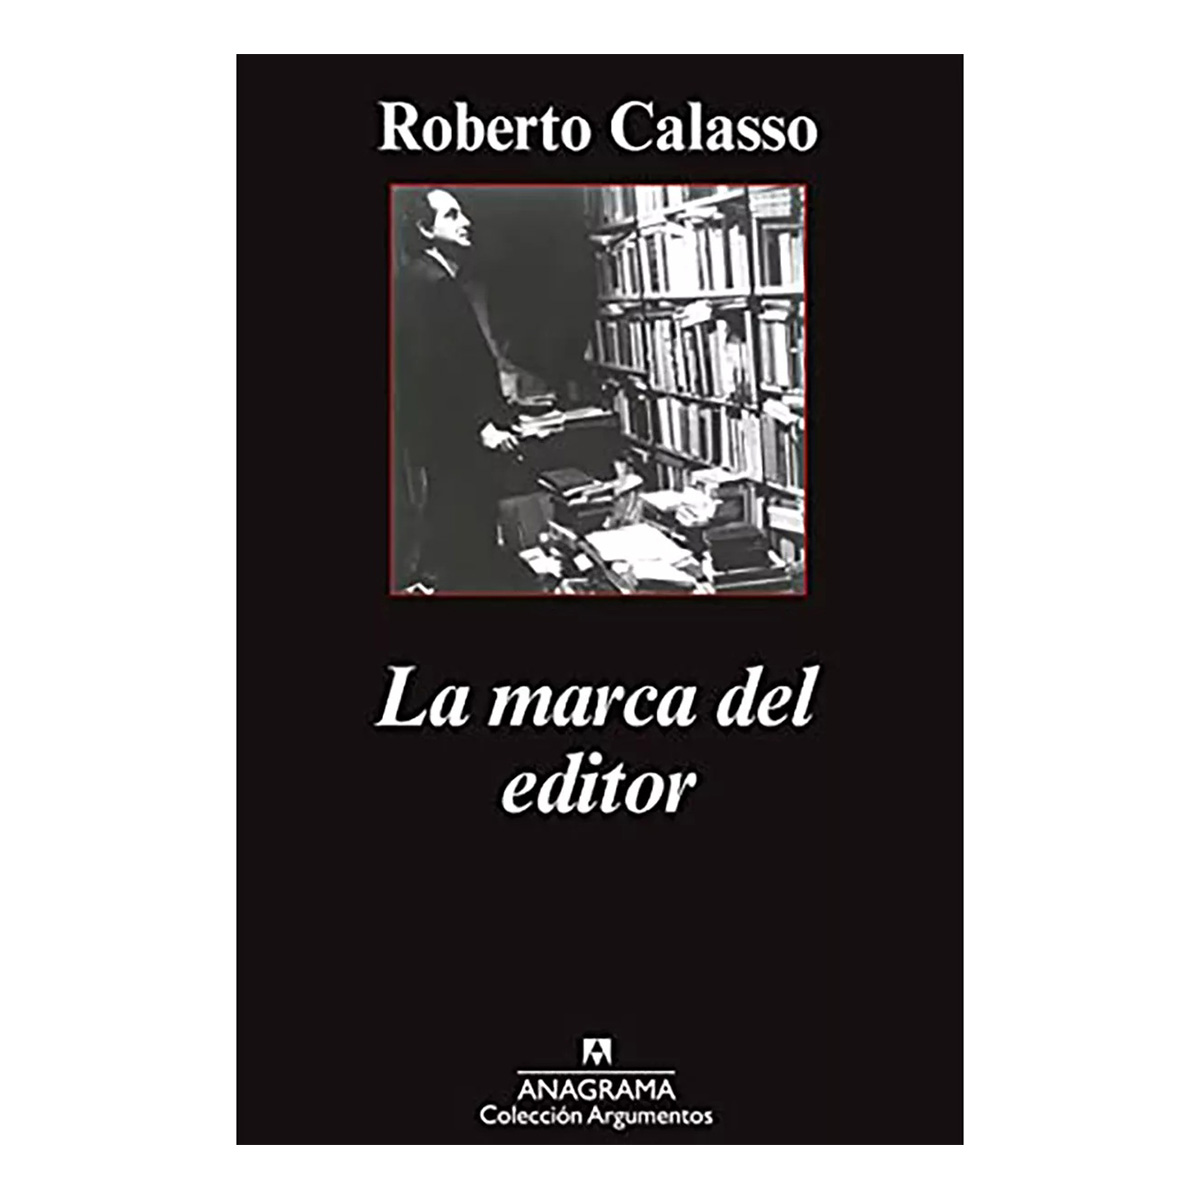 Roberto Calasso
La marca del
editor
ANAGRAMA
Colección Argumentos